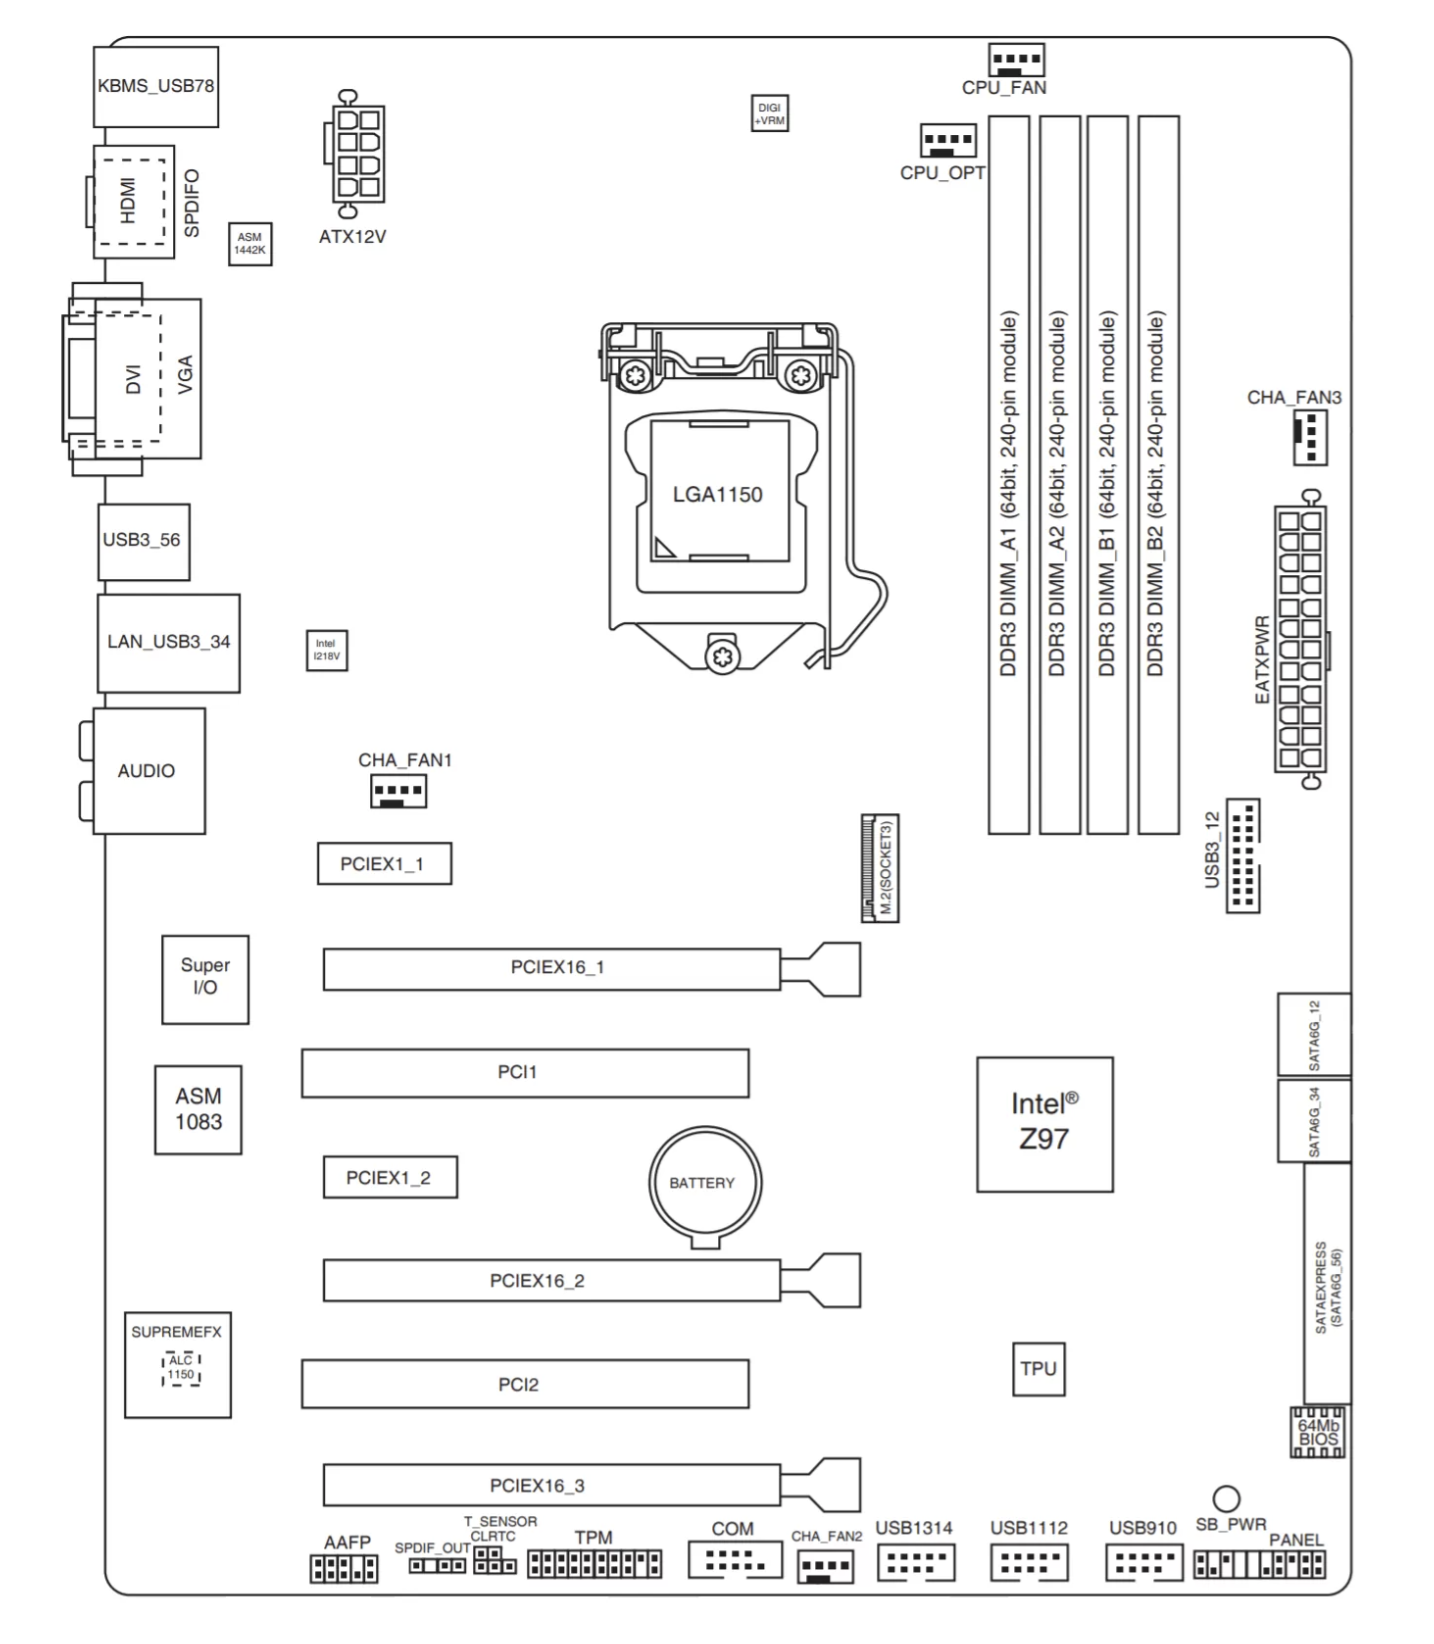 KBMS_USB78
CPU_FAN
DIGI
+VRM
CPU_OPT
HDMI
SPDIFO
ASM
1442K
ATX12V
DVI
VGA
LGA1150
DDR3 DIMM_A1 (64bit, 240-pin module)
DDR3 DIMM_A2 (64bit, 240-pin module)
DDR3 DIMM_B1 (64bit, 240-pin module)
DDR3 DIMM_B2 (64bit, 240-pin module)
CHA_FAN3
EATXPWR
USB3_56
LAN_USB3_34
Intel
I218V
AUDIO
CHA_FAN1
PCIEX1_1
M.2(SOCKET3)
USB3_12
Super
I/O
PCIEX16_1
SATA6G_12
ASM
1083
PCI1
Intel®
Z97
SATA6G_34
PCIEX1_2
BATTERY
PCIEX16_2
SATAEXPRESS
(SATA6G_56)
SUPREMEFX
ALC
1150
PCI2
TPU
64Mb
BIOS
PCIEX16_3
SB_PWR
AAFP
SPDIF_OUT
T_SENSOR
CLRTC
TPM
COM
CHA_FAN2
USB1314
USB1112
USB910
PANEL